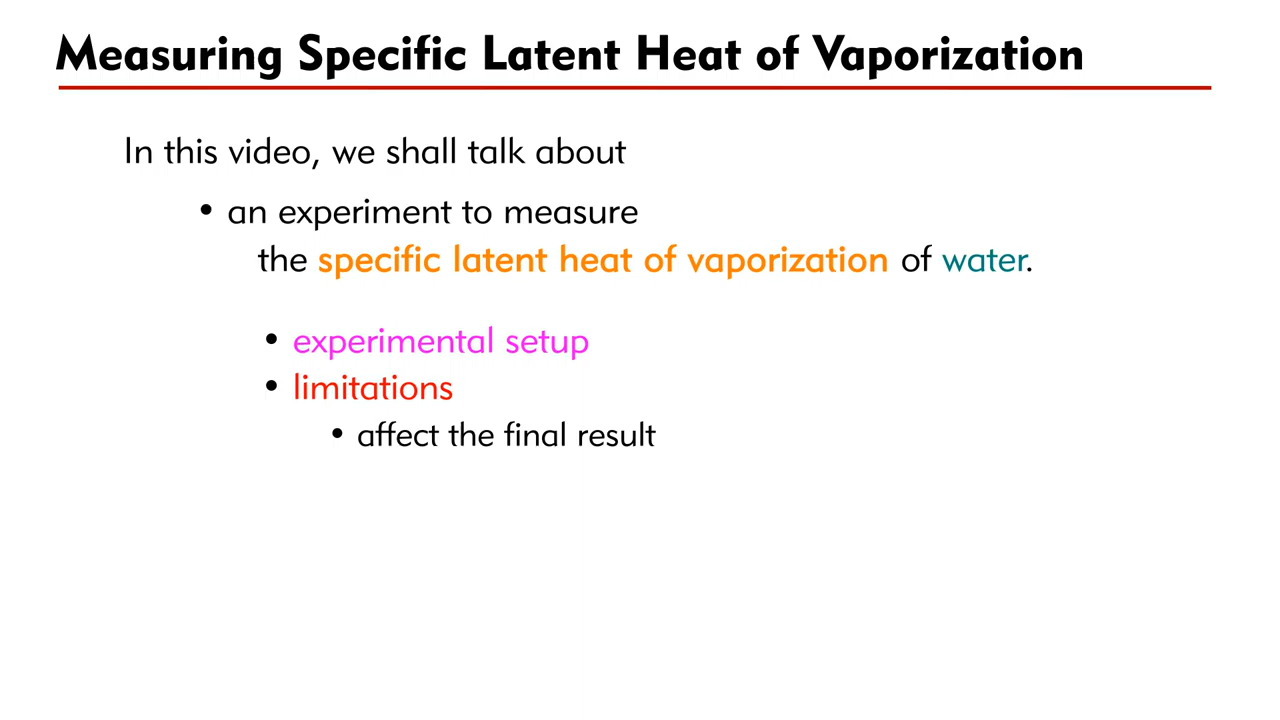 Measuring Specific Latent Heat of Vaporization
In this video, we shall talk about
• an experiment to measure
the specific latent heat of vaporization of water.
• experimental setup
• limitations
• affect the final result